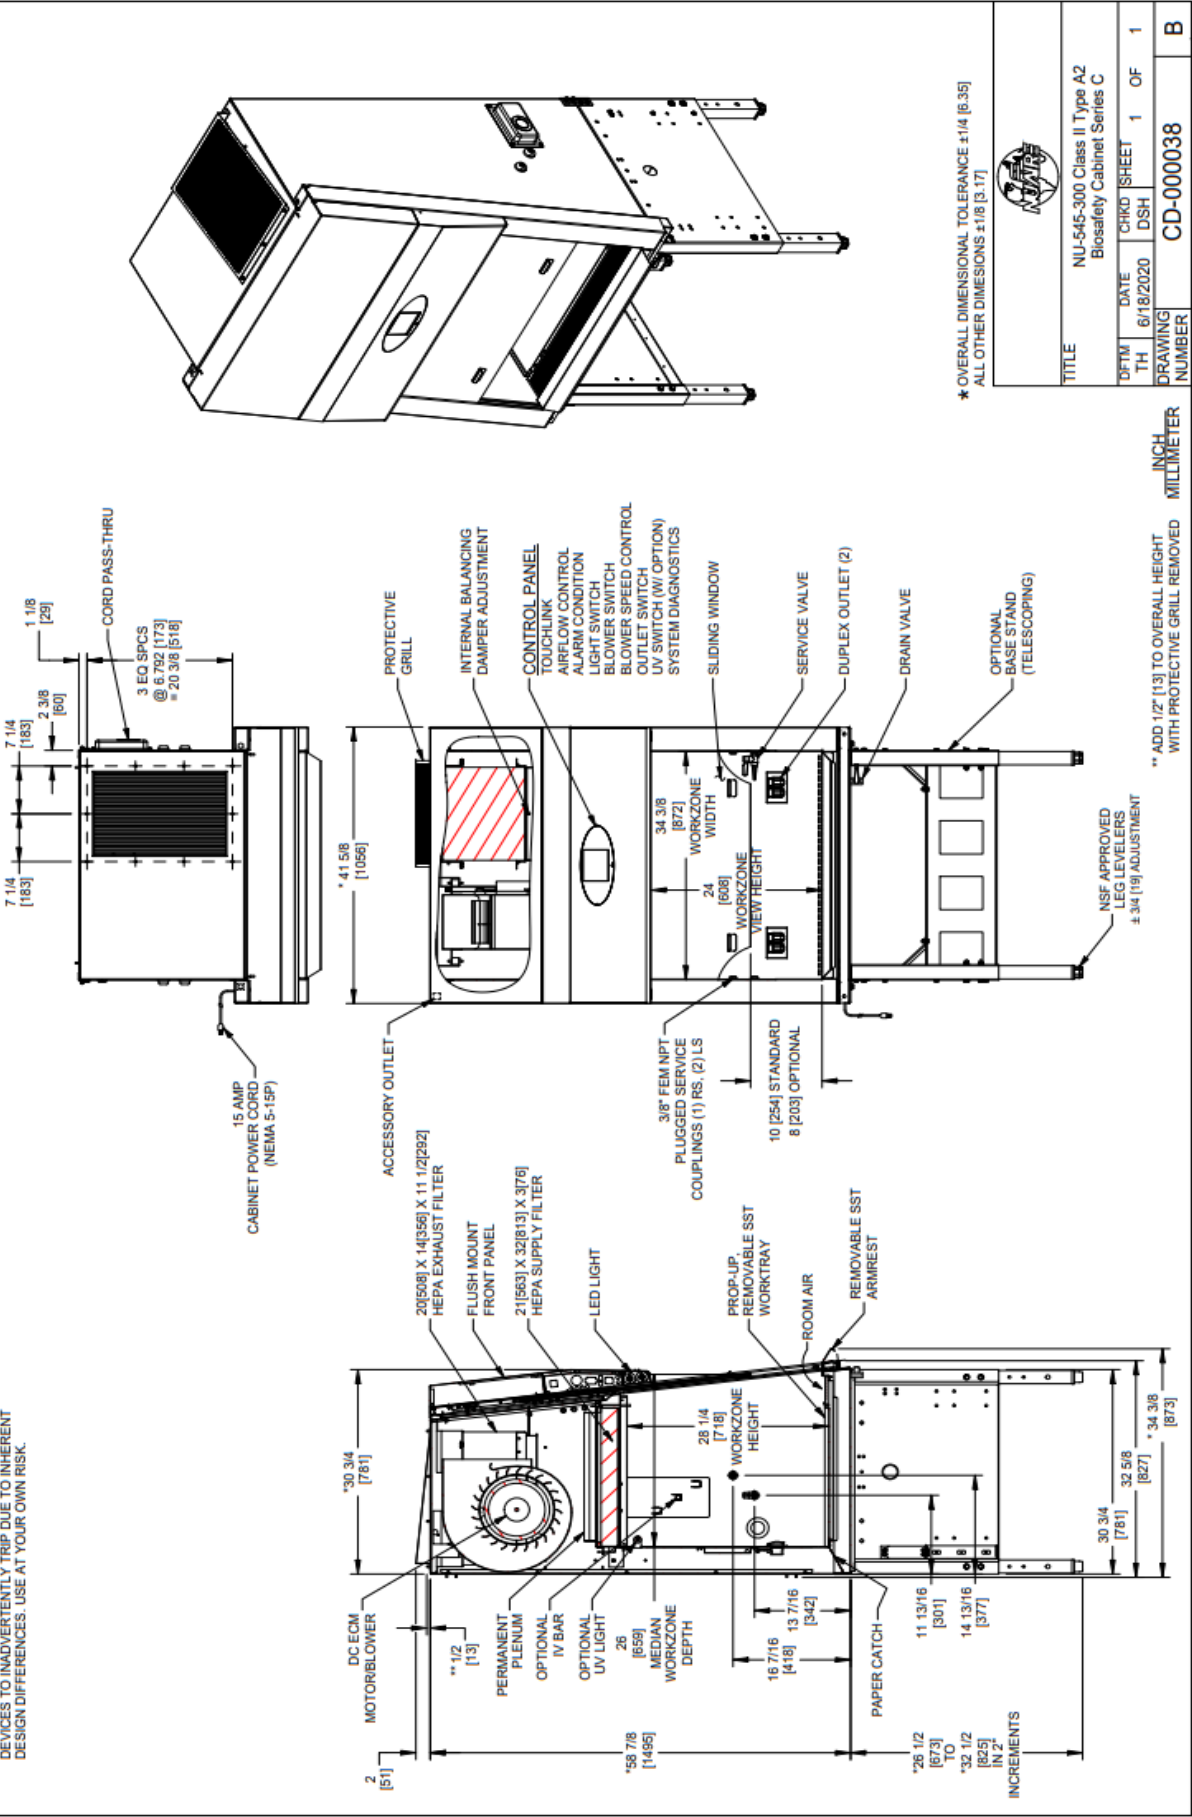 DEVICES TO INADVERTENTLY TRIP DUE TO INHERENT
DESIGN DIFFERENCES. USE AT YOUR OWN RISK.
7 1/4
[183]
7 1/4
[183]
2 3/8
[60]
1 1/8
[29]
3 EQ SPCS
@ 6.792 [173]
= 20 3/8 [518]
CORD PASS-THRU
15 AMP
CABINET POWER CORD
(NEMA 5-15P)
2
[51]
** 1/2
[13]
DC ECM
MOTOR/BLOWER
*30 3/4
[781]
20[508] X 14[356] X 11 1/2[292]
HEPA EXHAUST FILTER
FLUSH MOUNT
FRONT PANEL
21[563] X 32[813] X 3[76]
HEPA SUPPLY FILTER
LED LIGHT
PERMANENT
PLENUM
OPTIONAL
IV BAR
OPTIONAL
UV LIGHT
26
[659]
MEDIAN
WORKZONE
DEPTH
28 1/4
[718]
WORKZONE
HEIGHT
PROP-UP,
REMOVABLE SST
WORKTRAY
ROOM AIR
REMOVABLE SST
ARMREST
*58 7/8
[1495]
16 7/16
[418]
13 7/16
[342]
PAPER CATCH
*26 1/2
[673]
TO
*32 1/2
[825]
IN 2"
INCREMENTS
11 13/16
[301]
14 13/16
[377]
30 3/4
[781]
32 5/8
[827]
* 34 3/8
[873]
ACCESSORY OUTLET
* 41 5/8
[1056]
PROTECTIVE
GRILL
INTERNAL BALANCING
DAMPER ADJUSTMENT
CONTROL PANEL
TOUCHLINK
AIRFLOW CONTROL
ALARM CONDITION
LIGHT SWITCH
BLOWER SWITCH
BLOWER SPEED CONTROL
OUTLET SWITCH
UV SWITCH (W/ OPTION)
SYSTEM DIAGNOSTICS
34 3/8
[872]
WORKZONE
WIDTH
24
[608]
WORKZONE
VIEW HEIGHT
SLIDING WINDOW
3/8" FEM NPT
PLUGGED SERVICE
COUPLINGS (1) RS, (2) LS
10 [254] STANDARD
8 [203] OPTIONAL
SERVICE VALVE
DUPLEX OUTLET (2)
DRAIN VALVE
OPTIONAL
BASE STAND
(TELESCOPING)
NSF APPROVED
LEG LEVELERS
± 3/4 [19] ADJUSTMENT
** ADD 1/2" [13] TO OVERALL HEIGHT
WITH PROTECTIVE GRILL REMOVED
INCH
MILLIMETER
★ OVERALL DIMENSIONAL TOLERANCE ±1/4 [6.35]
ALL OTHER DIMESIONS ±1/8 [3.17]
NUAIRE
TITLE
NU-545-300 Class II Type A2
Biosafety Cabinet Series C
DFTM DATE CHKD SHEET 1 OF 1
TH 6/18/2020 DSH
DRAWING
NUMBER
CD-000038 B